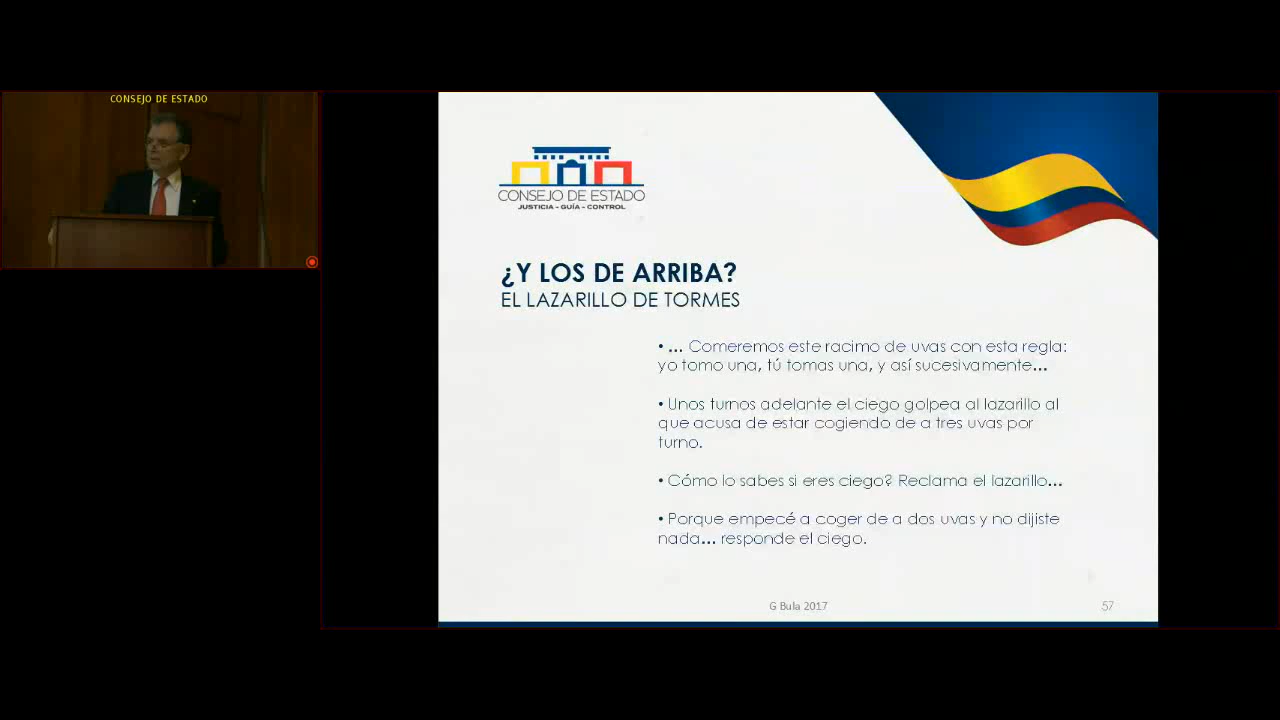 CONSEJO DE ESTADO
CONSEJO DE ESTADO
JUSTICIA - GUÍA - CONTROL
¿Y LOS DE ARRIBA?
EL LAZARILLO DE TORMES
• ... Comeremos este racimo de uvas con esta regla:
yo tomo una, tú tomas una, y así sucesivamente...
• Unos turnos adelante el ciego golpea al lazarillo al
que acusa de estar cogiendo de a tres uvas por
turno.
• Cómo lo sabes si eres ciego? Reclama el lazarillo...
• Porque empecé a coger de a dos uvas y no dijiste
nada... responde el ciego.
G Bula 2017
57